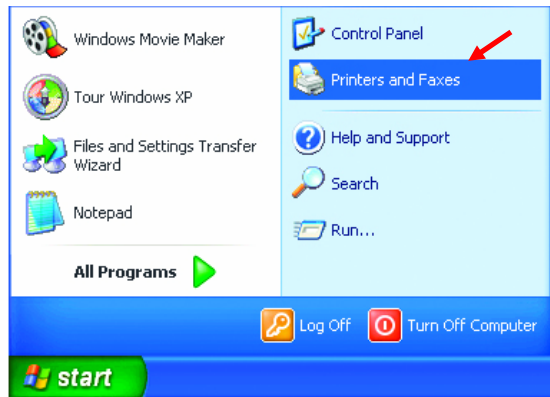 Windows Movie Maker
Tour Windows XP
Files and Settings Transfer
Wizard
Notepad
All Programs
Control Panel
Printers and Faxes
Help and Support
Search
Run...
Log Off
Turn Off Computer
start